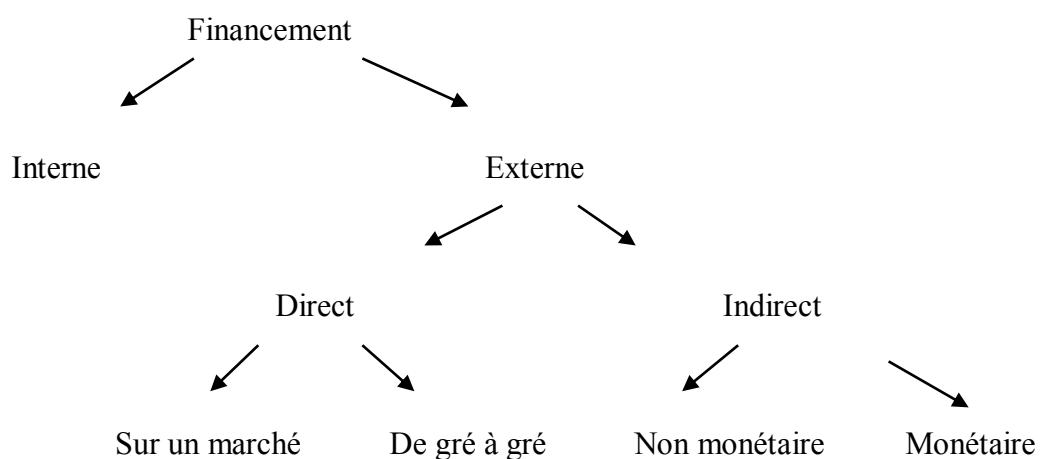 Financement
Interne Externe
Direct Indirect
Sur un marché De gré à gré Non monétaire Monétaire